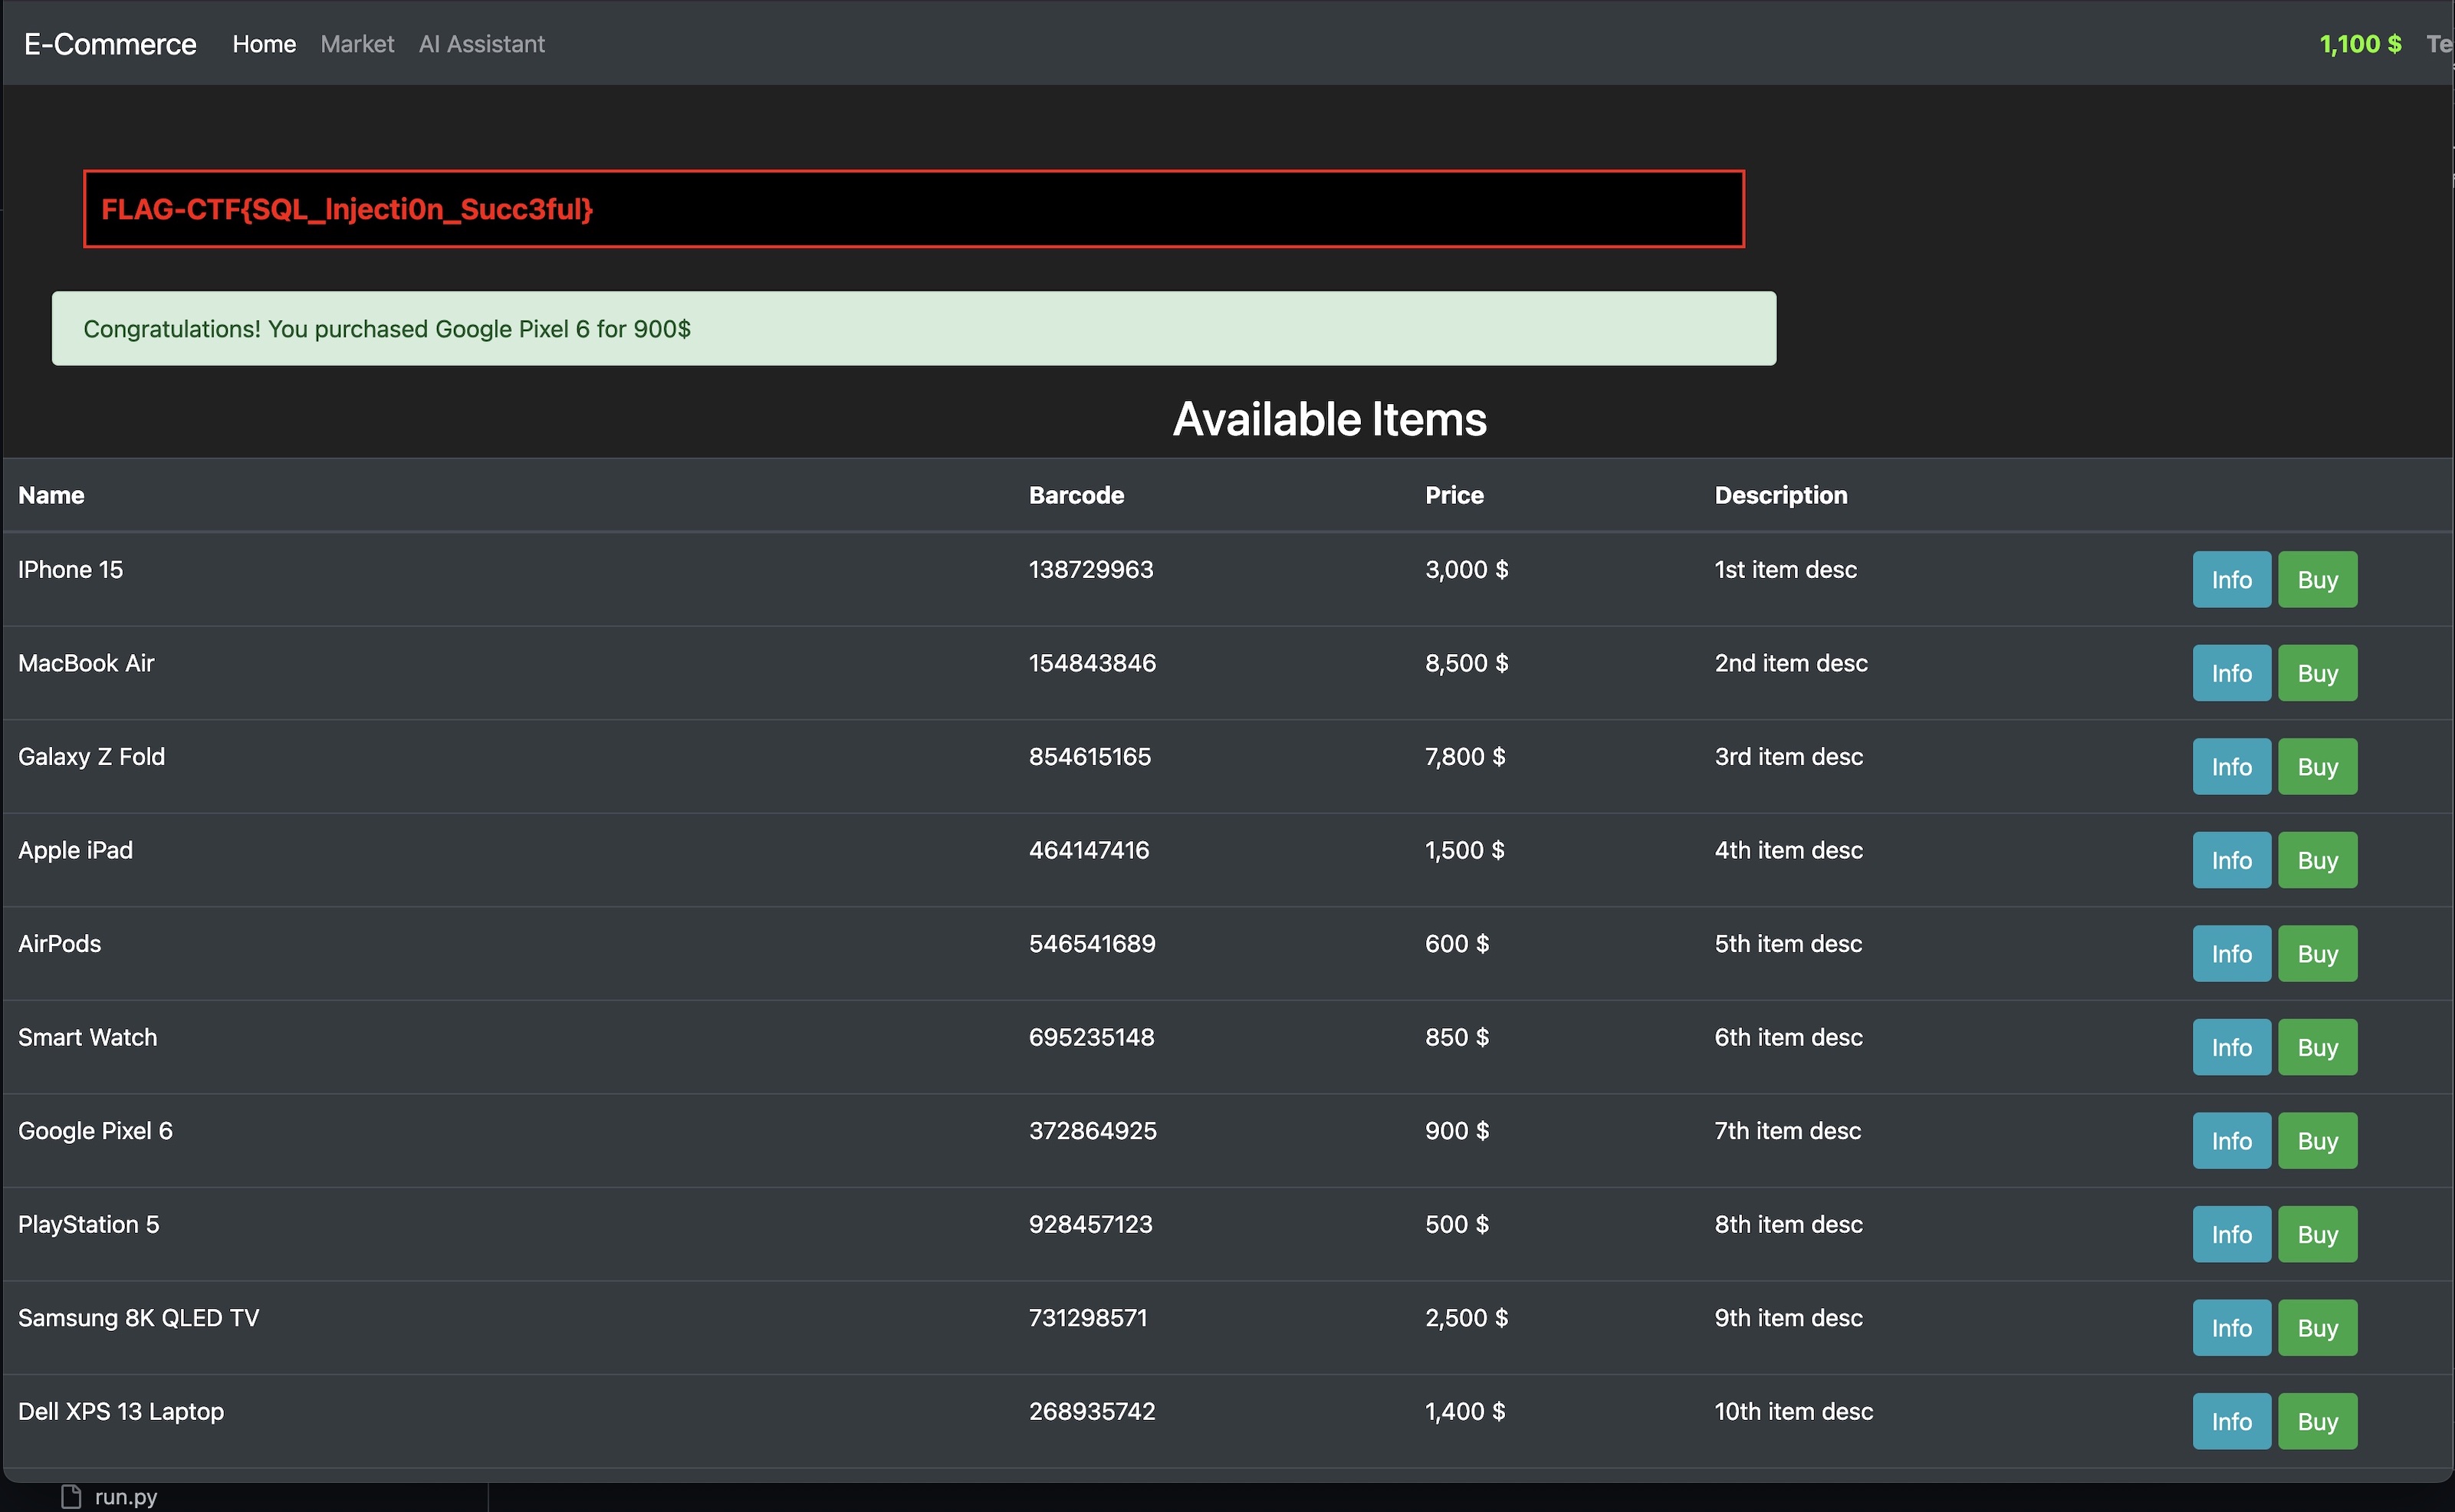 E-Commerce Home Market AI Assistant 1,100 $ Te
FLAG-CTF{SQL_Injecti0n_Succ3ful}
Congratulations! You purchased Google Pixel 6 for 900$
Available Items
Name Barcode Price Description
IPhone 15 138729963 3,000 $ 1st item desc Info Buy
MacBook Air 154843846 8,500 $ 2nd item desc Info Buy
Galaxy Z Fold 854615165 7,800 $ 3rd item desc Info Buy
Apple iPad 464147416 1,500 $ 4th item desc Info Buy
AirPods 546541689 600 $ 5th item desc Info Buy
Smart Watch 695235148 850 $ 6th item desc Info Buy
Google Pixel 6 372864925 900 $ 7th item desc Info Buy
PlayStation 5 928457123 500 $ 8th item desc Info Buy
Samsung 8K QLED TV 731298571 2,500 $ 9th item desc Info Buy
Dell XPS 13 Laptop 268935742 1,400 $ 10th item desc Info Buy
run.py